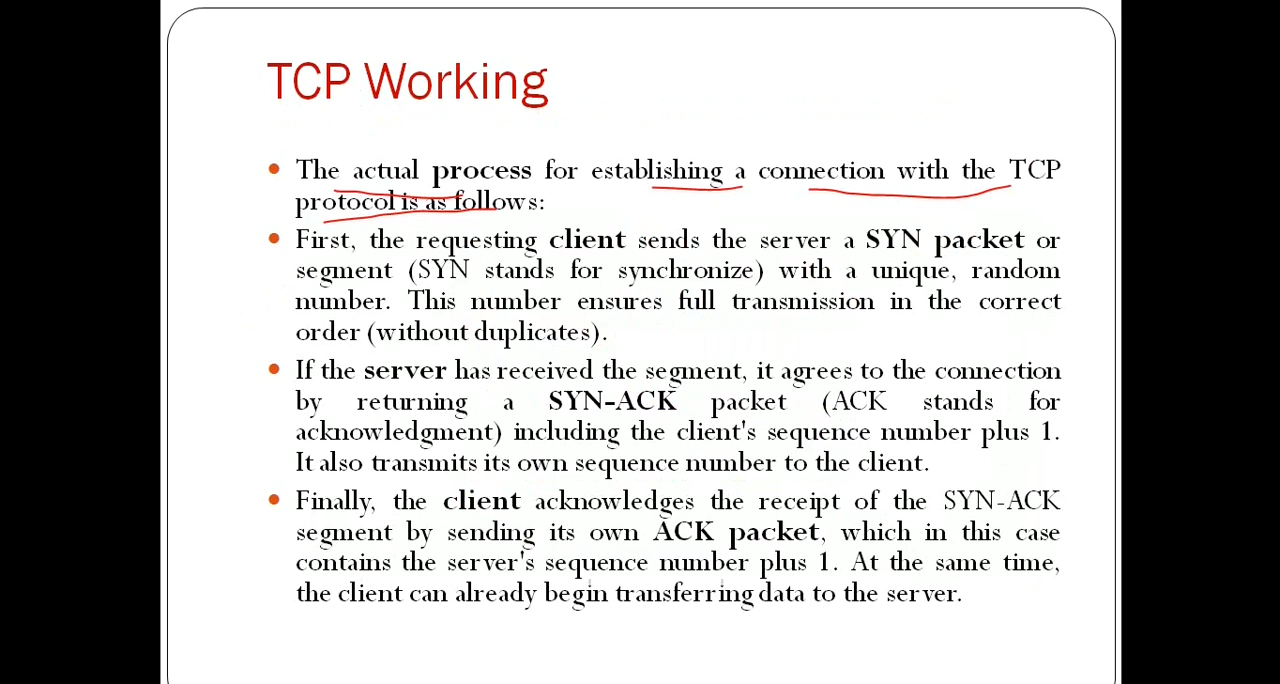 TCP Working
• The actual process for establishing a connection with the TCP
protocol is as follows:
• First, the requesting client sends the server a SYN packet or
segment (SYN stands for synchronize) with a unique, random
number. This number ensures full transmission in the correct
order (without duplicates).
• If the server has received the segment, it agrees to the connection
by returning a SYN-ACK packet (ACK stands for
acknowledgment) including the client's sequence number plus 1.
It also transmits its own sequence number to the client.
• Finally, the client acknowledges the receipt of the SYN-ACK
segment by sending its own ACK packet, which in this case
contains the server's sequence number plus 1. At the same time,
the client can already begin transferring data to the server.